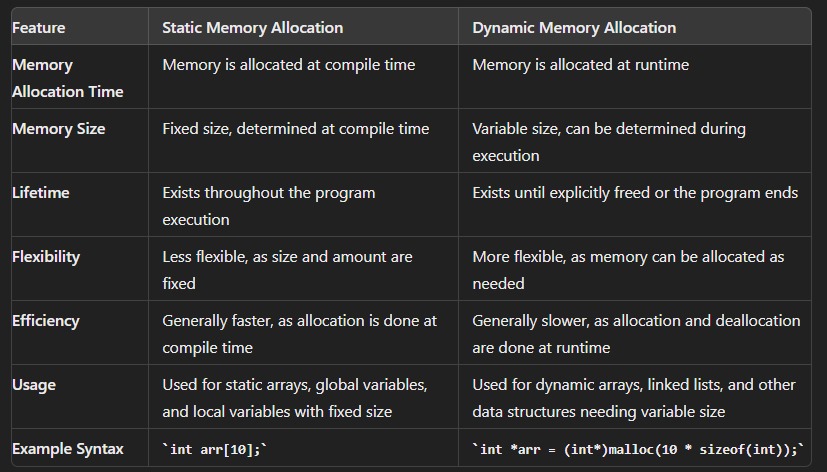 Feature Static Memory Allocation Dynamic Memory Allocation
Memory Memory is allocated at compile time Memory is allocated at runtime
Allocation Time
Memory Size Fixed size, determined at compile time Variable size, can be determined during
execution
Lifetime Exists throughout the program Exists until explicitly freed or the program ends
execution
Flexibility Less flexible, as size and amount are More flexible, as memory can be allocated as
fixed needed
Efficiency Generally faster, as allocation is done at Generally slower, as allocation and deallocation
compile time are done at runtime
Usage Used for static arrays, global variables, Used for dynamic arrays, linked lists, and other
and local variables with fixed size data structures needing variable size
Example Syntax `int arr[10];` `int *arr = (int*)malloc(10 * sizeof(int));`